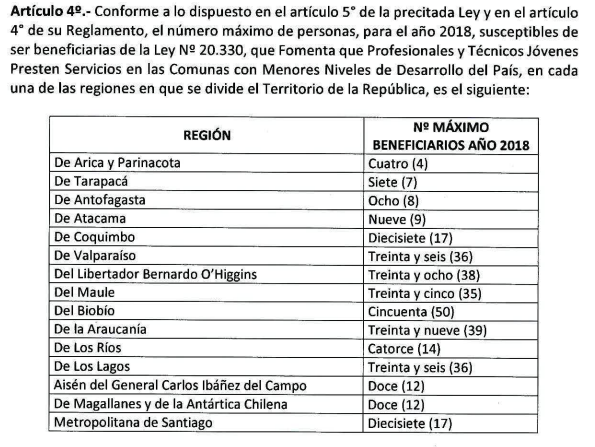 Artículo 4º.- Conforme a lo dispuesto en el artículo 5° de la precitada Ley y en el artículo
4° de su Reglamento, el número máximo de personas, para el año 2018, susceptibles de
ser beneficiarias de la Ley Nº 20.330, que Fomenta que Profesionales y Técnicos Jóvenes
Presten Servicios en las Comunas con Menores Niveles de Desarrollo del País, en cada
una de las regiones en que se divide el Territorio de la República, es el siguiente:
REGIÓN Nº MÁXIMO
BENEFICIARIOS AÑO 2018
De Arica y Parinacota Cuatro (4)
De Tarapacá Siete (7)
De Antofagasta Ocho (8)
De Atacama Nueve (9)
De Coquimbo Diecisiete (17)
De Valparaíso Treinta y seis (36)
Del Libertador Bernardo O'Higgins Treinta y ocho (38)
Del Maule Treinta y cinco (35)
Del Biobío Cincuenta (50)
De la Araucanía Treinta y nueve (39)
De Los Ríos Catorce (14)
De Los Lagos Treinta y seis (36)
Aisén del General Carlos Ibáñez del Campo Doce (12)
De Magallanes y de la Antártica Chilena Doce (12)
Metropolitana de Santiago Diecisiete (17)